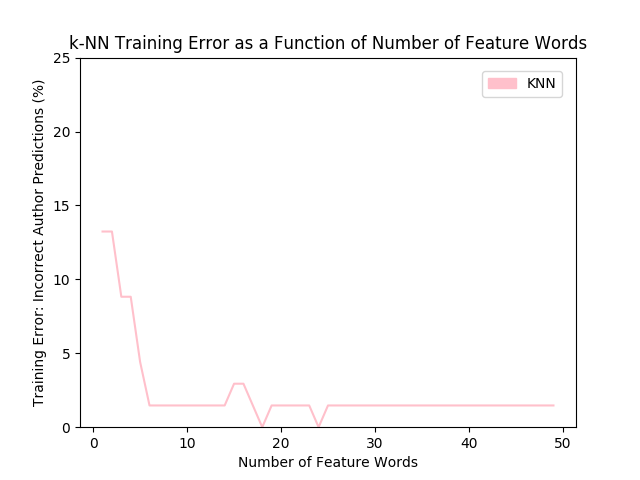 k-NN Training Error as a Function of Number of Feature Words
KNN
Training Error: Incorrect Author Predictions (%)
25
20
15
10
5
0
0 10 20 30 40 50
Number of Feature Words